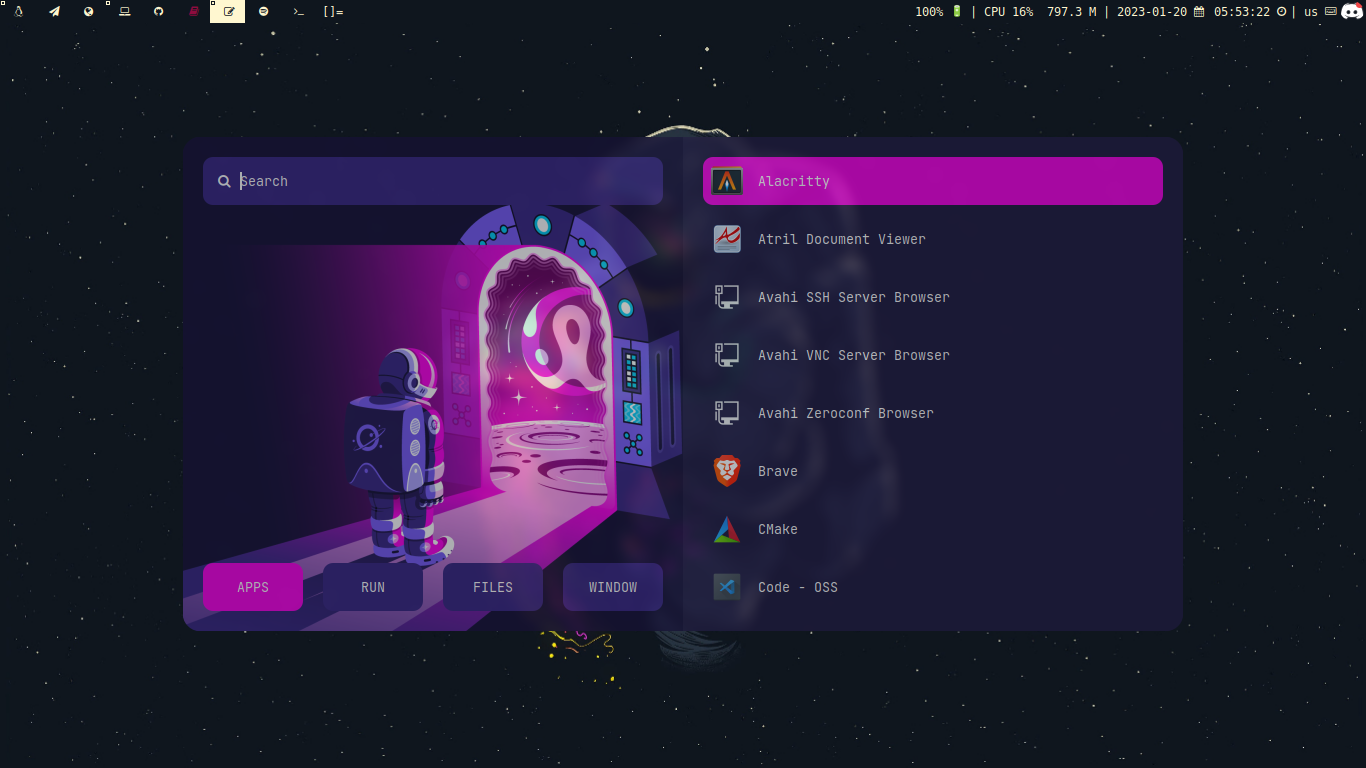 >_ []= 100% | CPU 16% 797.3 M | 2023-01-20 05:53:22 | us
Search
APPS RUN FILES WINDOW
Alacritty
Atril Document Viewer
Avahi SSH Server Browser
Avahi VNC Server Browser
Avahi Zeroconf Browser
Brave
CMake
Code - OSS